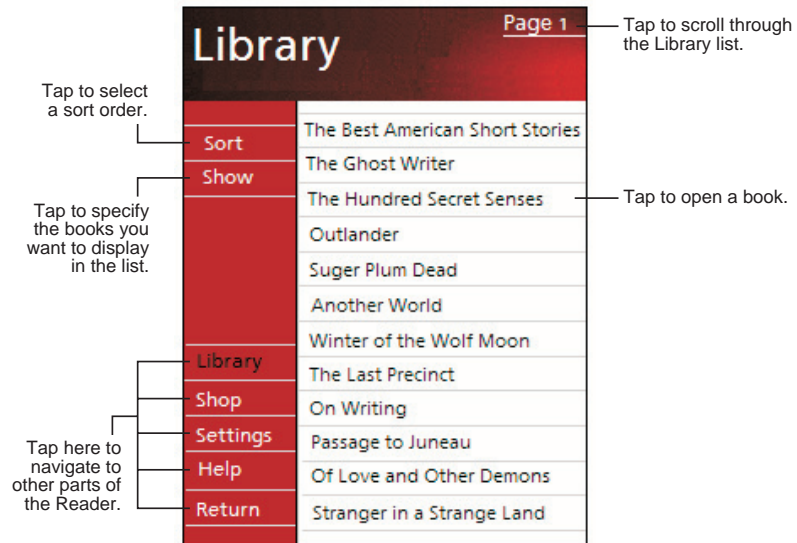 Library
Page 1
Tap to scroll through
the Library list.
Tap to select
a sort order.
Sort
Show
Tap to specify
the books you
want to display
in the list.
The Best American Short Stories
The Ghost Writer
The Hundred Secret Senses
Tap to open a book.
Outlander
Suger Plum Dead
Another World
Winter of the Wolf Moon
The Last Precinct
On Writing
Passage to Juneau
Of Love and Other Demons
Stranger in a Strange Land
Library
Shop
Settings
Help
Return
Tap here to
navigate to
other parts of
the Reader.